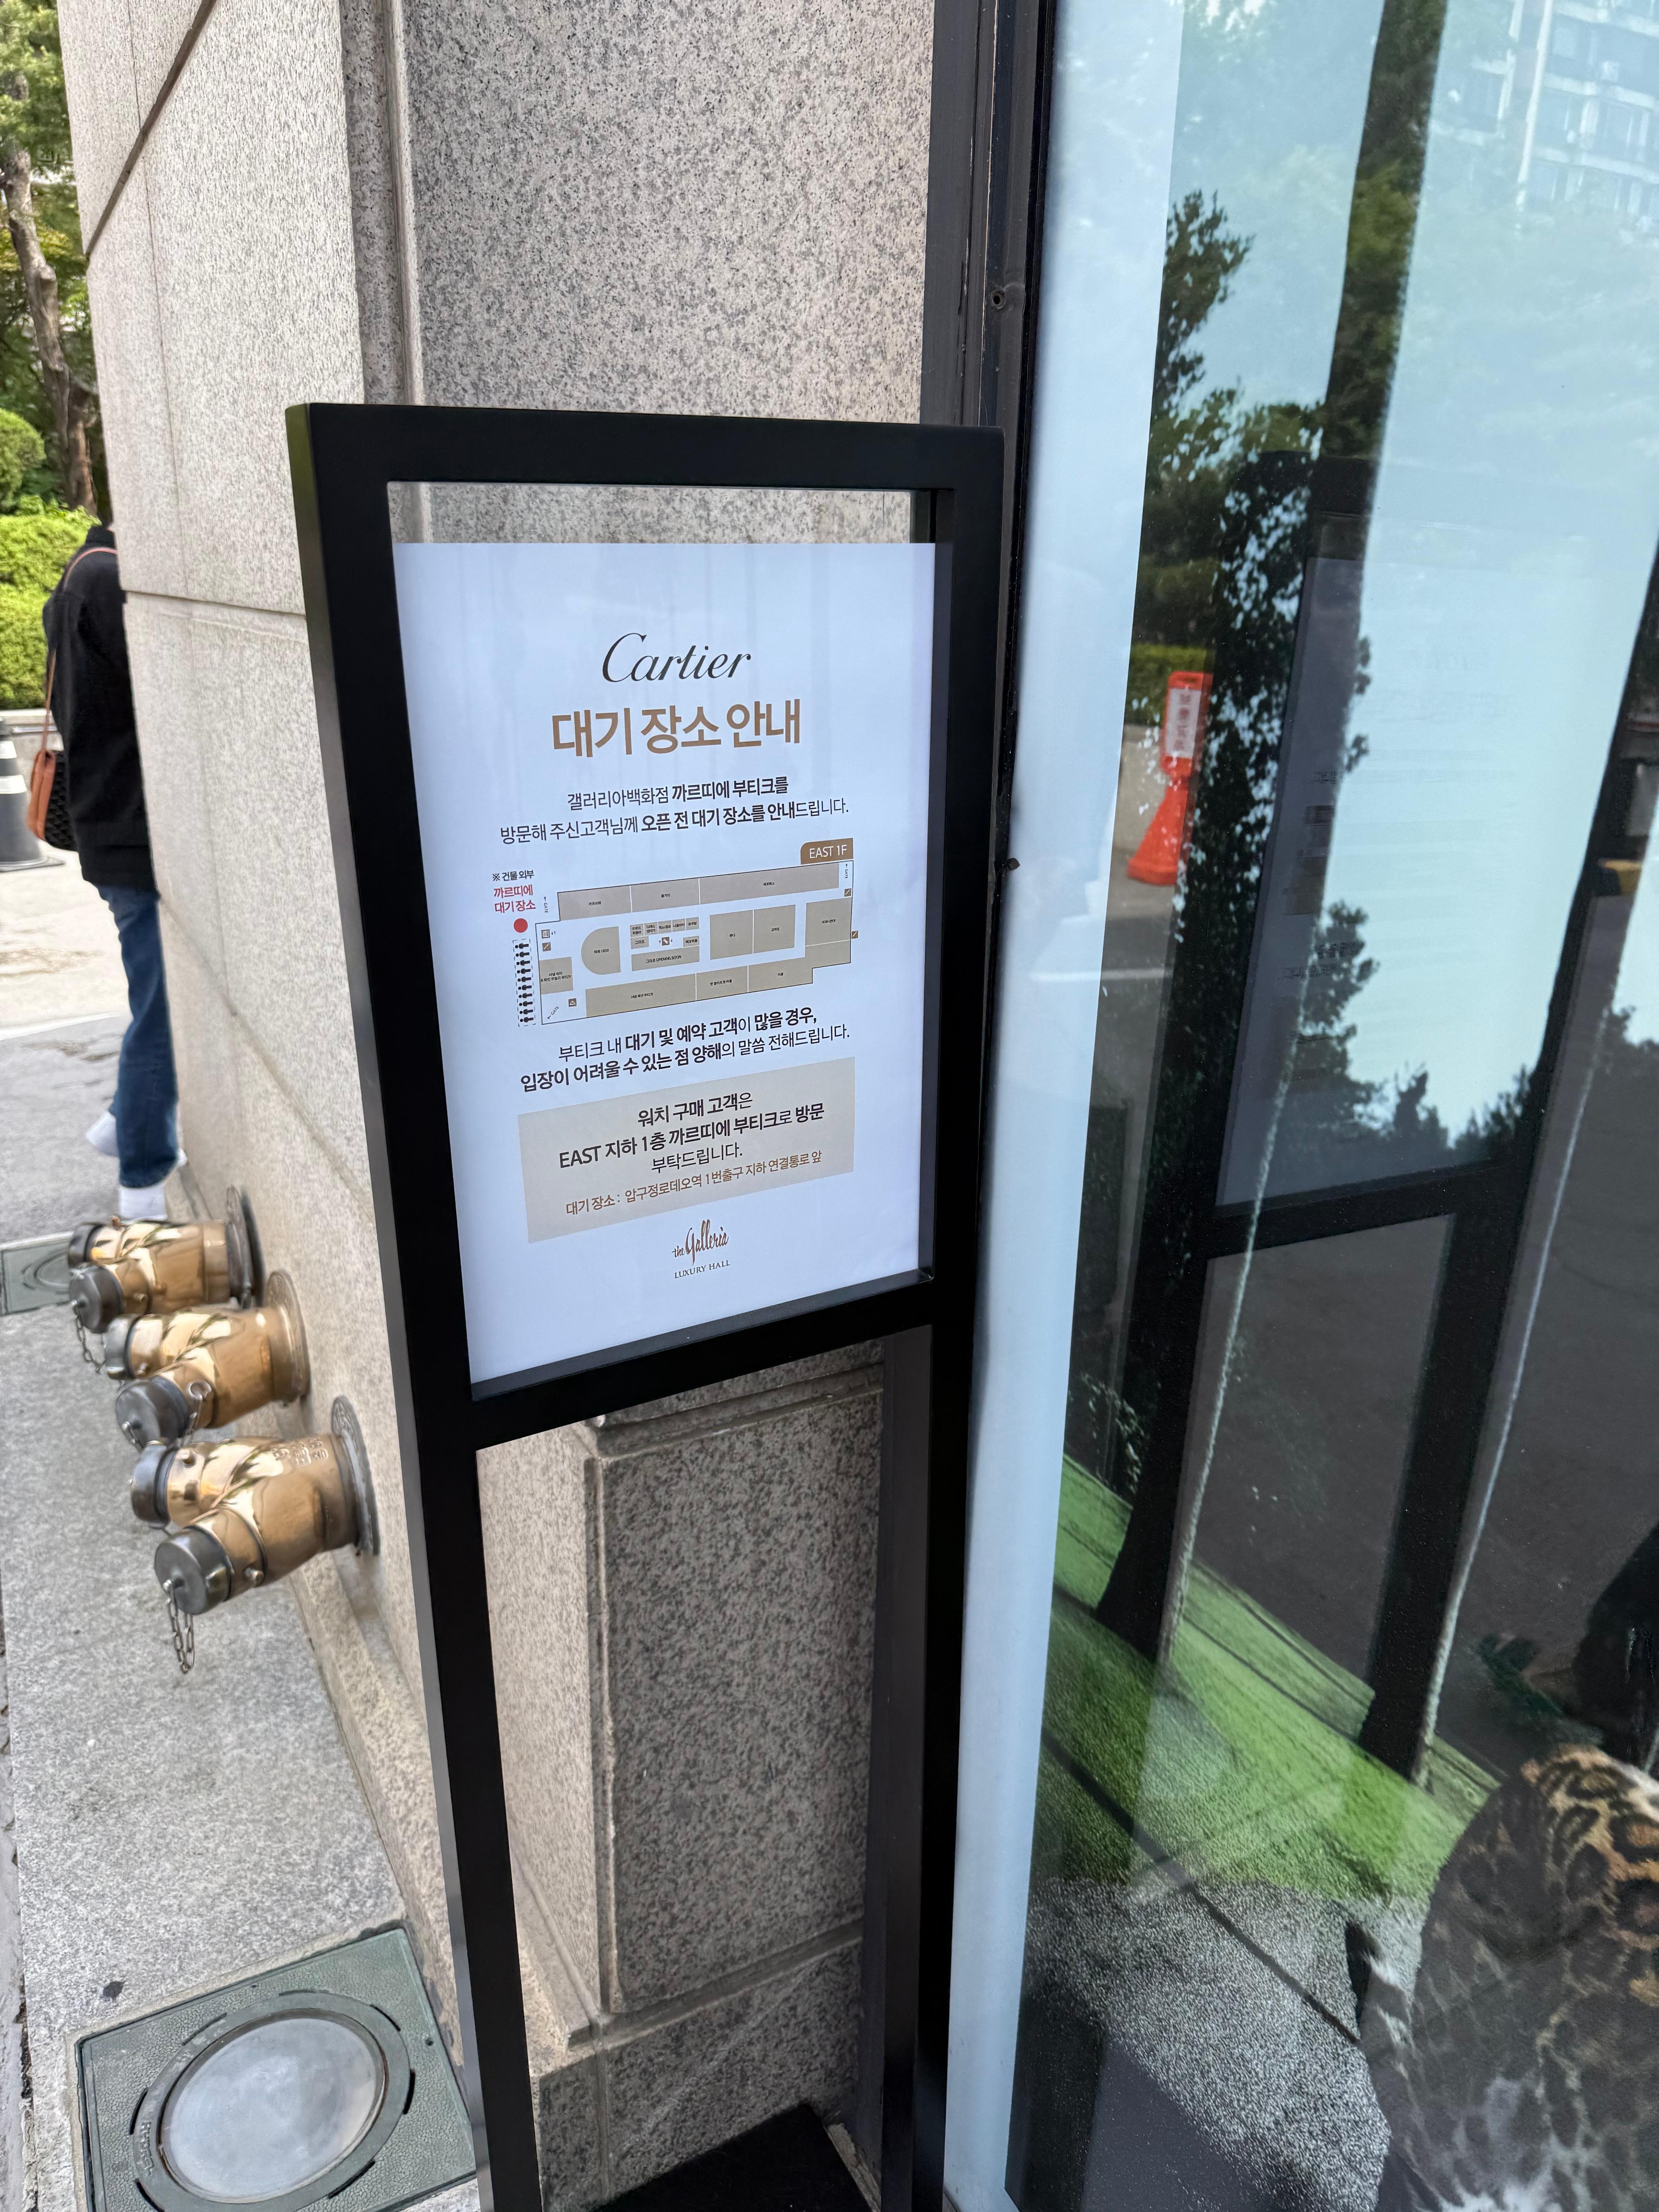 Cartier
대기 장소 안내
갤러리아백화점 까르띠에 부티크를
방문해 주신고객님께 오픈 전 대기 장소를 안내드립니다.
EAST 1F
※ 건물 외부
까르띠에
대기 장소
부티크 내 대기 및 예약 고객이 많을 경우,
입장이 어려울 수 있는 점 양해의 말씀 전해드립니다.
워치 구매 고객은
EAST 지하 1층 까르띠에 부티크로 방문
부탁드립니다.
대기 장소 : 압구정로데오역 1번출구 지하 연결통로 앞
the Galleria
LUXURY HALL